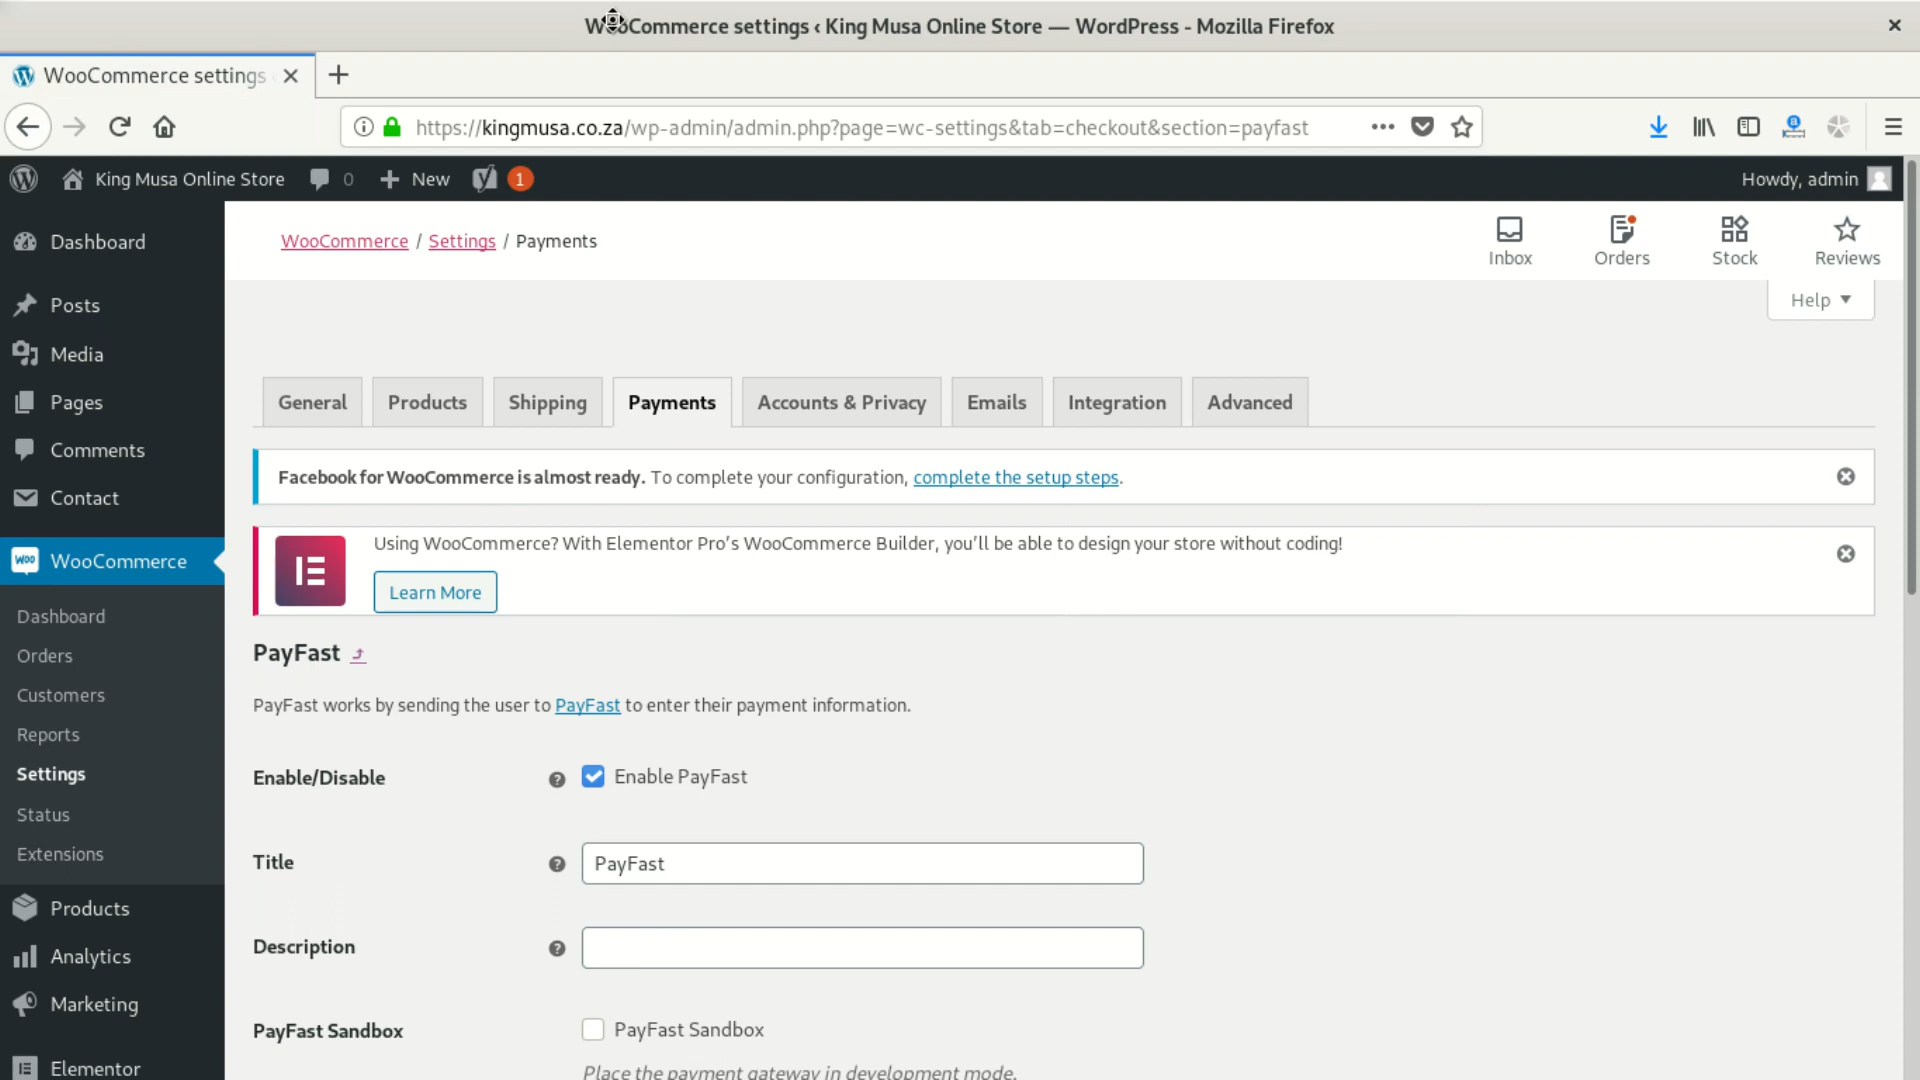 WooCommerce settings ‹ King Musa Online Store — WordPress - Mozilla Firefox
WooCommerce settings
https://kingmusa.co.za/wp-admin/admin.php?page=wc-settings&tab=checkout&section=payfast
King Musa Online Store 0 New 1 Howdy, admin
Dashboard
Posts
Media
Pages
Comments
Contact
WooCommerce
Dashboard
Orders
Customers
Reports
Settings
Status
Extensions
Products
Analytics
Marketing
Elementor
WooCommerce / Settings / Payments
Inbox Orders Stock Reviews
Help
General Products Shipping Payments Accounts & Privacy Emails Integration Advanced
Facebook for WooCommerce is almost ready. To complete your configuration, complete the setup steps.
Using WooCommerce? With Elementor Pro's WooCommerce Builder, you'll be able to design your store without coding!
Learn More
PayFast
PayFast works by sending the user to PayFast to enter their payment information.
Enable/Disable Enable PayFast
Title PayFast
Description
PayFast Sandbox PayFast Sandbox
Place the payment gateway in development mode.